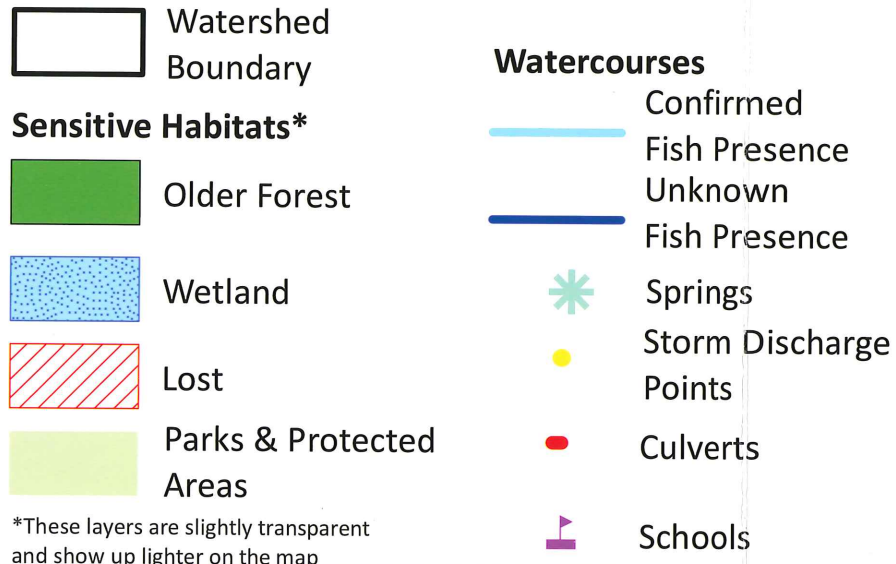 Watershed
Boundary
Sensitive Habitats*
Older Forest
Wetland
Lost
Parks & Protected
Areas
*These layers are slightly transparent
and show up lighter on the map
Watercourses
Confirmed
Fish Presence
Unknown
Fish Presence
Springs
Storm Discharge
Points
Culverts
Schools